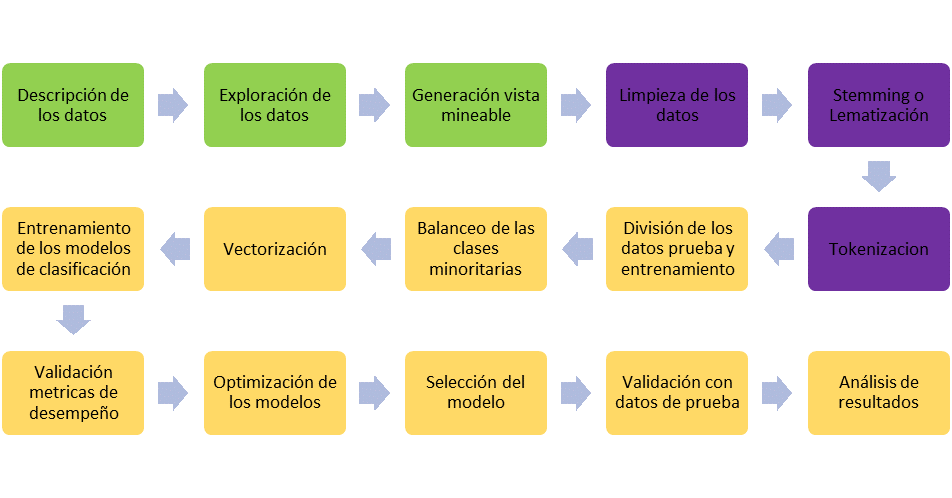 Descripción de
los datos
Exploración de
los datos
Generación vista
mineable
Limpieza de los
datos
Stemming o
Lematización
Tokenizacion
División de los
datos prueba y
entrenamiento
Balanceo de las
clases
minoritarias
Vectorización
Entrenamiento
de los modelos
de clasificación
Validación
metricas de
desempeño
Optimización de
los modelos
Selección del
modelo
Validación con
datos de prueba
Análisis de
resultados